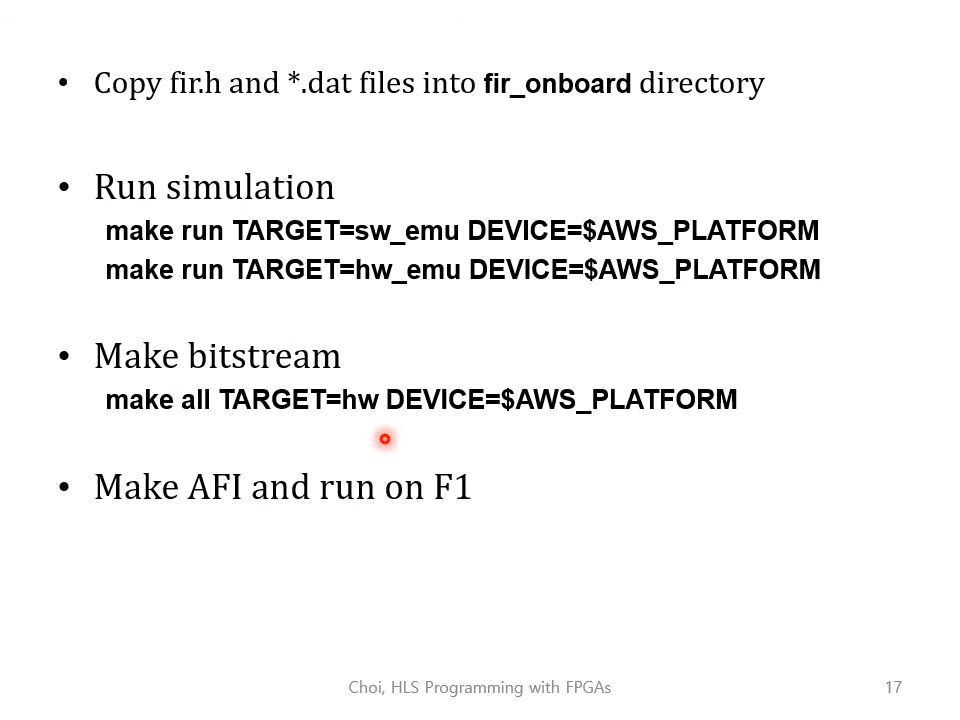 • Copy fir.h and *.dat files into fir_onboard directory
• Run simulation
make run TARGET=sw_emu DEVICE=$AWS_PLATFORM
make run TARGET=hw_emu DEVICE=$AWS_PLATFORM
• Make bitstream
make all TARGET=hw DEVICE=$AWS_PLATFORM
• Make AFI and run on F1
Choi, HLS Programming with FPGAs
17